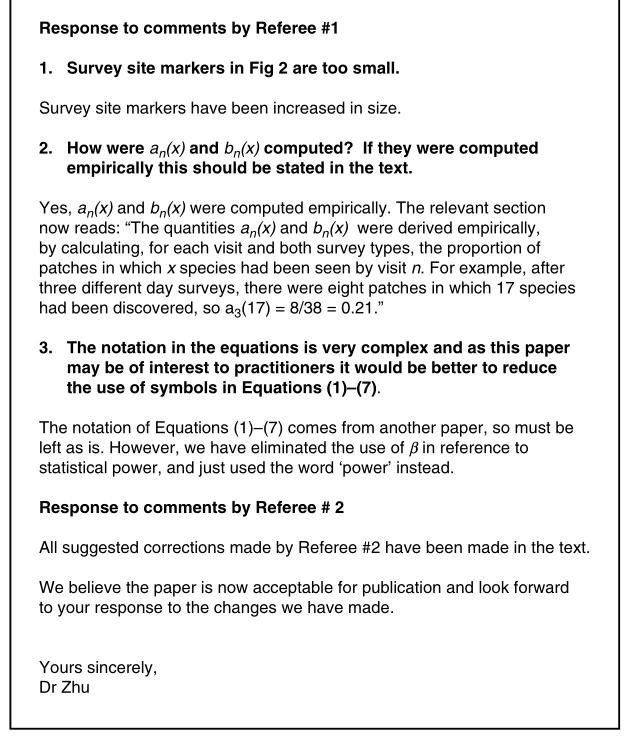 Response to comments by Referee #1
1. Survey site markers in Fig 2 are too small.
Survey site markers have been increased in size.
2. How were aₙ(x) and bₙ(x) computed? If they were computed
empirically this should be stated in the text.
Yes, aₙ(x) and bₙ(x) were computed empirically. The relevant section
now reads: “The quantities aₙ(x) and bₙ(x) were derived empirically,
by calculating, for each visit and both survey types, the proportion of
patches in which x species had been seen by visit n. For example, after
three different day surveys, there were eight patches in which 17 species
had been discovered, so a₃(17) = 8/38 = 0.21.”
3. The notation in the equations is very complex and as this paper
may be of interest to practitioners it would be better to reduce
the use of symbols in Equations (1)–(7).
The notation of Equations (1)–(7) comes from another paper, so must be
left as is. However, we have eliminated the use of β in reference to
statistical power, and just used the word ‘power’ instead.
Response to comments by Referee # 2
All suggested corrections made by Referee #2 have been made in the text.
We believe the paper is now acceptable for publication and look forward
to your response to the changes we have made.
Yours sincerely,
Dr Zhu